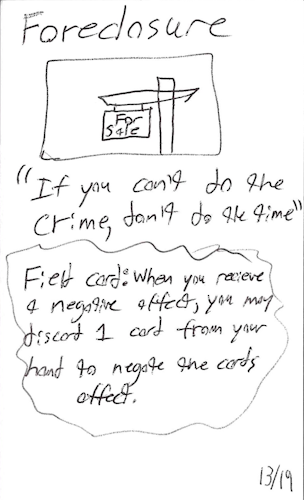 Foreclosure
For
Sale
"If you can't do the
crime, don't do the time"
Field card: When you recieve
a negative effect, you may
discard 1 card from your
hand to negate the cards
effect.
13/19